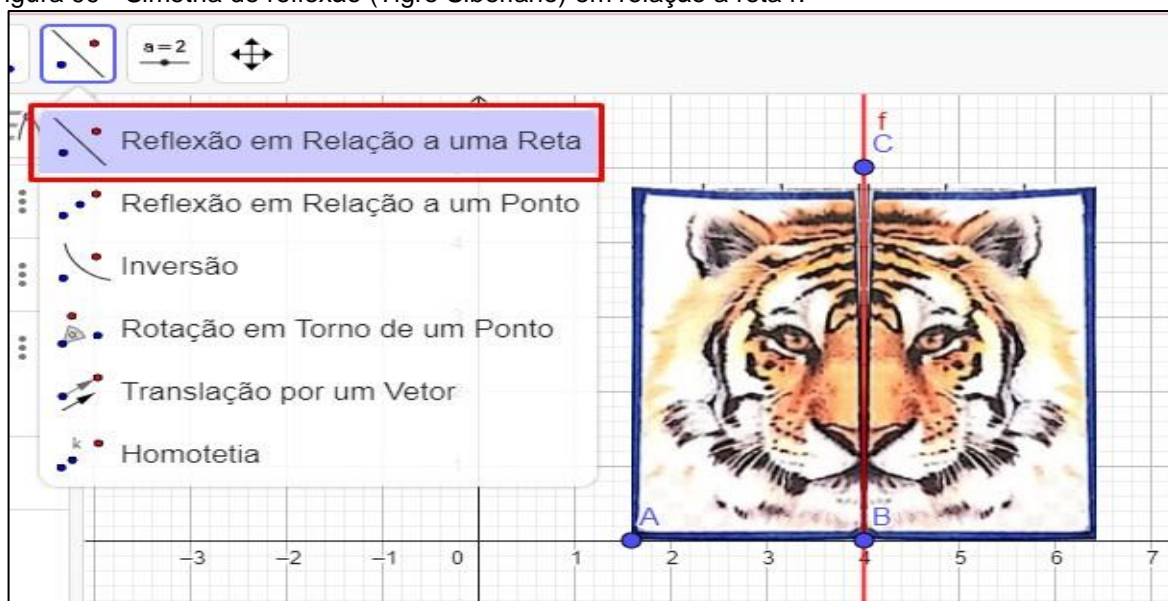 a=2
Reflexão em Relação a uma Reta
Reflexão em Relação a um Ponto
Inversão
Rotação em Torno de um Ponto
Translação por um Vetor
k
Homotetia
f
C
A
B
–3 –2 –1 0 1 2 3 4 5 6 7